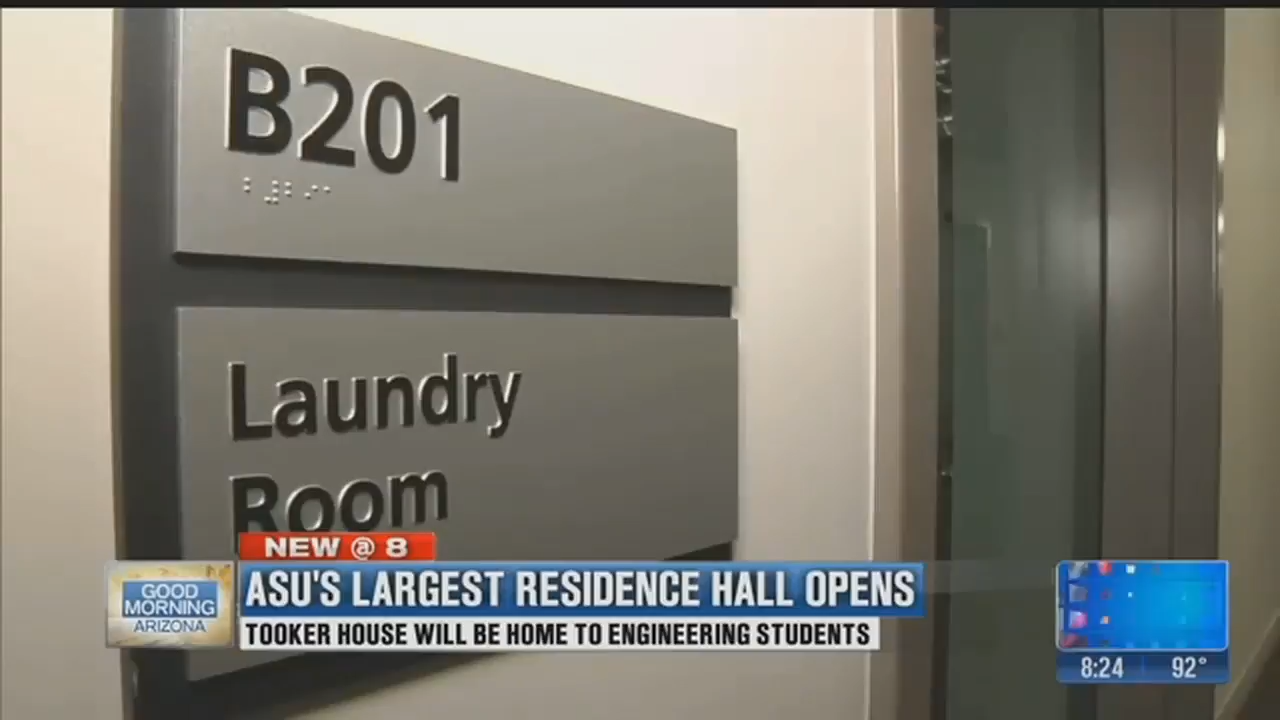 B201
Laundry
Room
NEW @ 8
GOOD
MORNING
ARIZONA
ASU'S LARGEST RESIDENCE HALL OPENS
TOOKER HOUSE WILL BE HOME TO ENGINEERING STUDENTS
8:24 92°